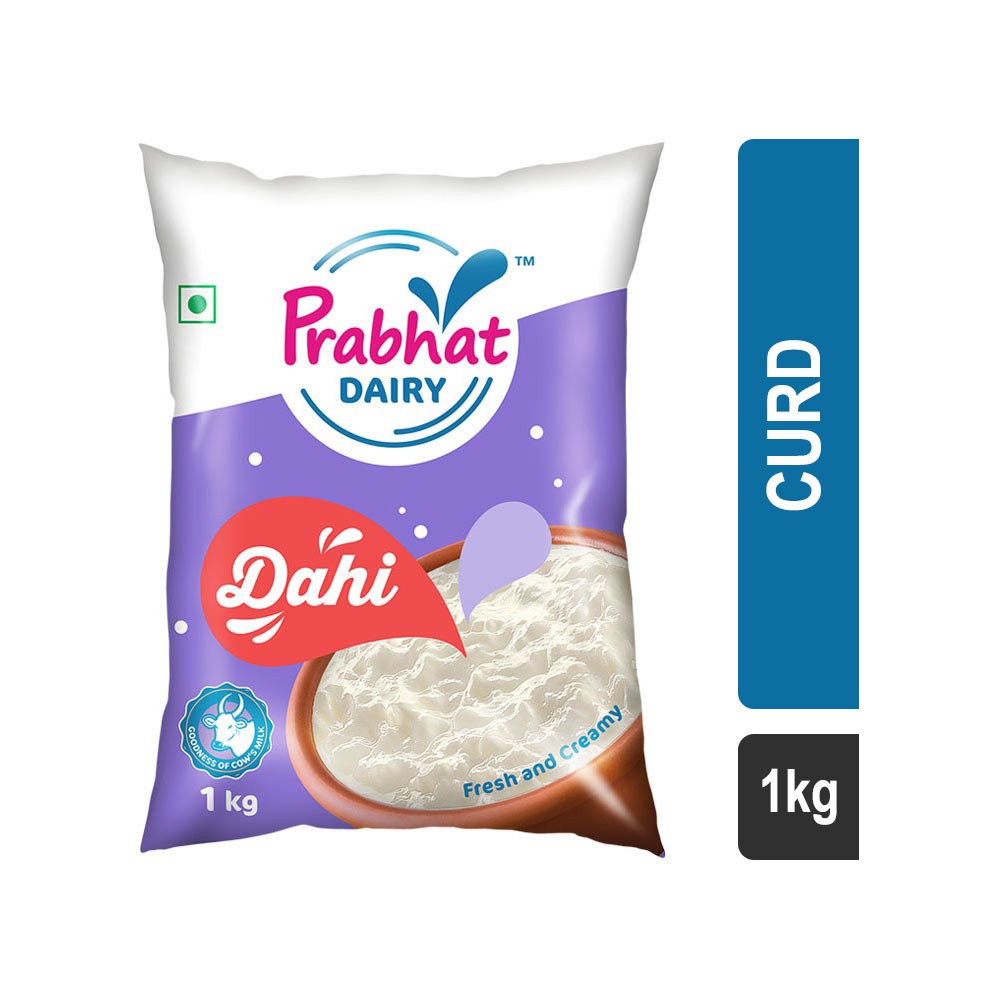 Prabhat
TM
DAIRY
Dahi
GOODNESS OF COW'S MILK
1 kg
Fresh and Creamy
CURD
1kg